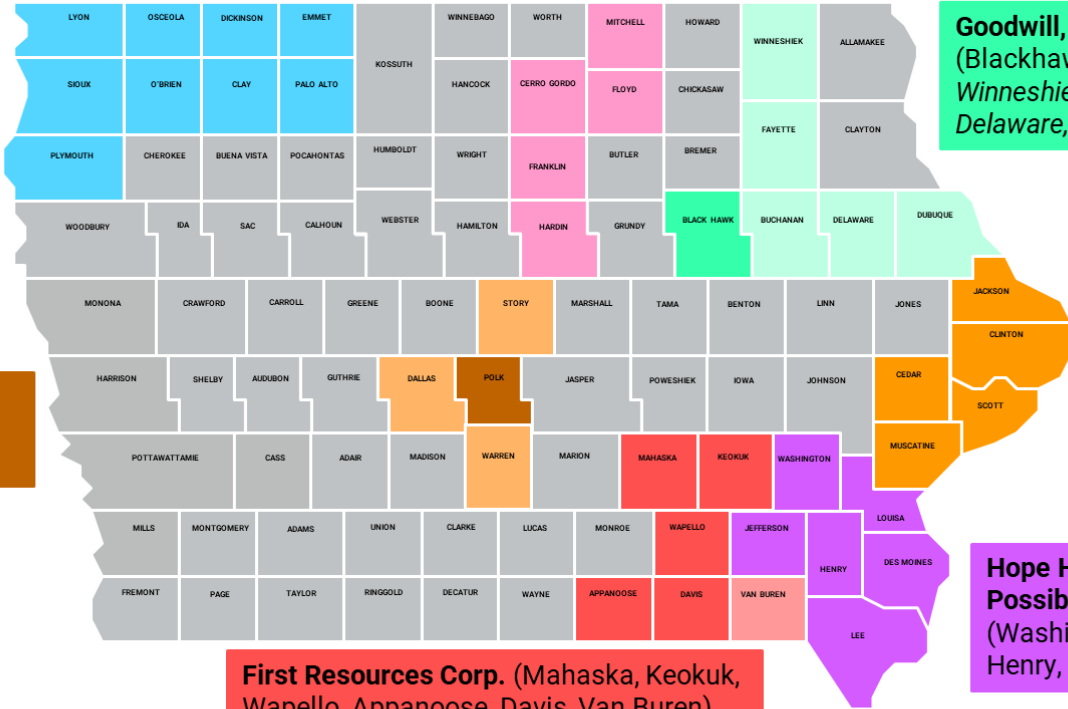 LYON OSCEOLA DICKINSON EMMET WINNEBAGO WORTH MITCHELL HOWARD
KOSSUTH WINNESHIEK ALLAMAKEE
SIOUX O'BRIEN CLAY PALO ALTO HANCOCK CERRO GORDO FLOYD CHICKASAW
FAYETTE CLAYTON
PLYMOUTH CHEROKEE BUENA VISTA POCAHONTAS HUMBOLDT WRIGHT FRANKLIN BUTLER BREMER
WOODBURY IDA SAC CALHOUN WEBSTER HAMILTON HARDIN GRUNDY BLACK HAWK BUCHANAN DELAWARE DUBUQUE
MONONA CRAWFORD CARROLL GREENE BOONE STORY MARSHALL TAMA BENTON LINN JONES JACKSON
CLINTON
HARRISON SHELBY AUDUBON GUTHRIE DALLAS POLK JASPER POWESHIEK IOWA JOHNSON CEDAR
SCOTT
POTTAWATTAMIE CASS ADAIR MADISON WARREN MARION MAHASKA KEOKUK WASHINGTON MUSCATINE
MILLS MONTGOMERY ADAMS UNION CLARKE LUCAS MONROE WAPELLO JEFFERSON LOUISA
HENRY DES MOINES
FREMONT PAGE TAYLOR RINGGOLD DECATUR WAYNE APPANOOSE DAVIS VAN BUREN
LEE
Goodwill,
(Blackhaw
Winneshie
Delaware,
Hope H
Possib
(Washi
Henry,
First Resources Corp. (Mahaska, Keokuk,
Wapello, Appanoose, Davis, Van Buren)